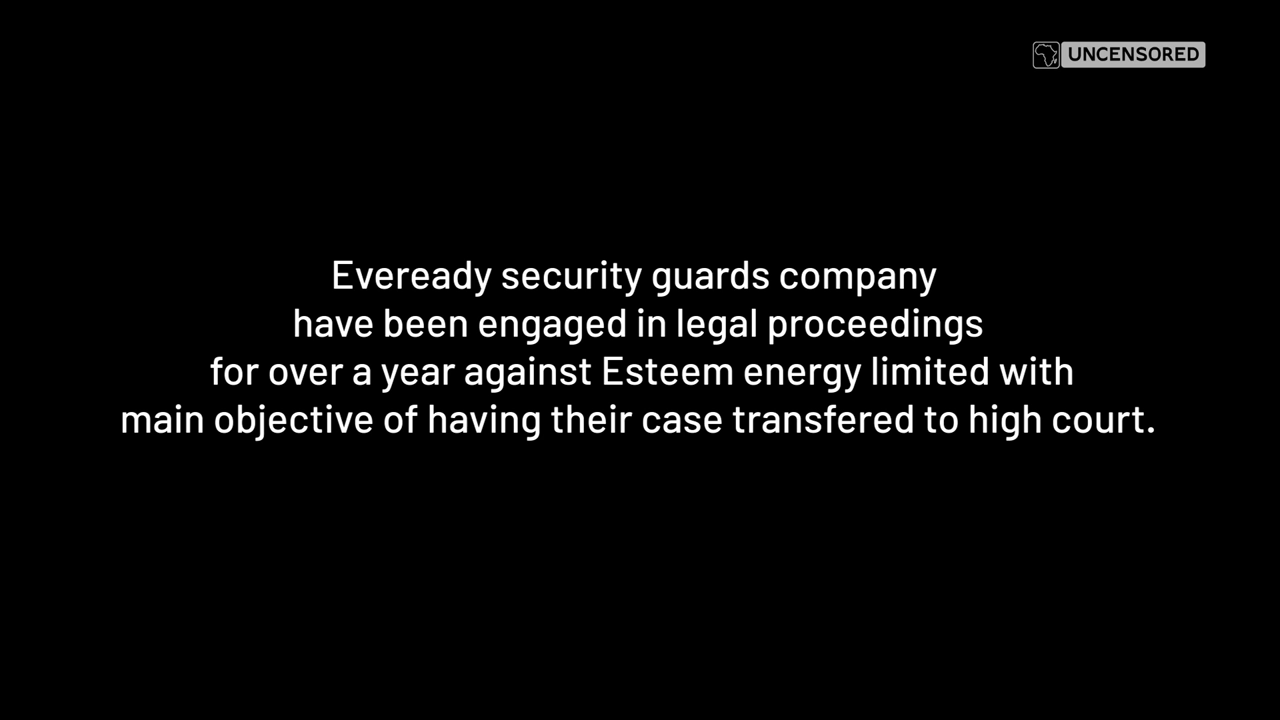 UNCENSORED
Eveready security guards company
have been engaged in legal proceedings
for over a year against Esteem energy limited with
main objective of having their case transfered to high court.